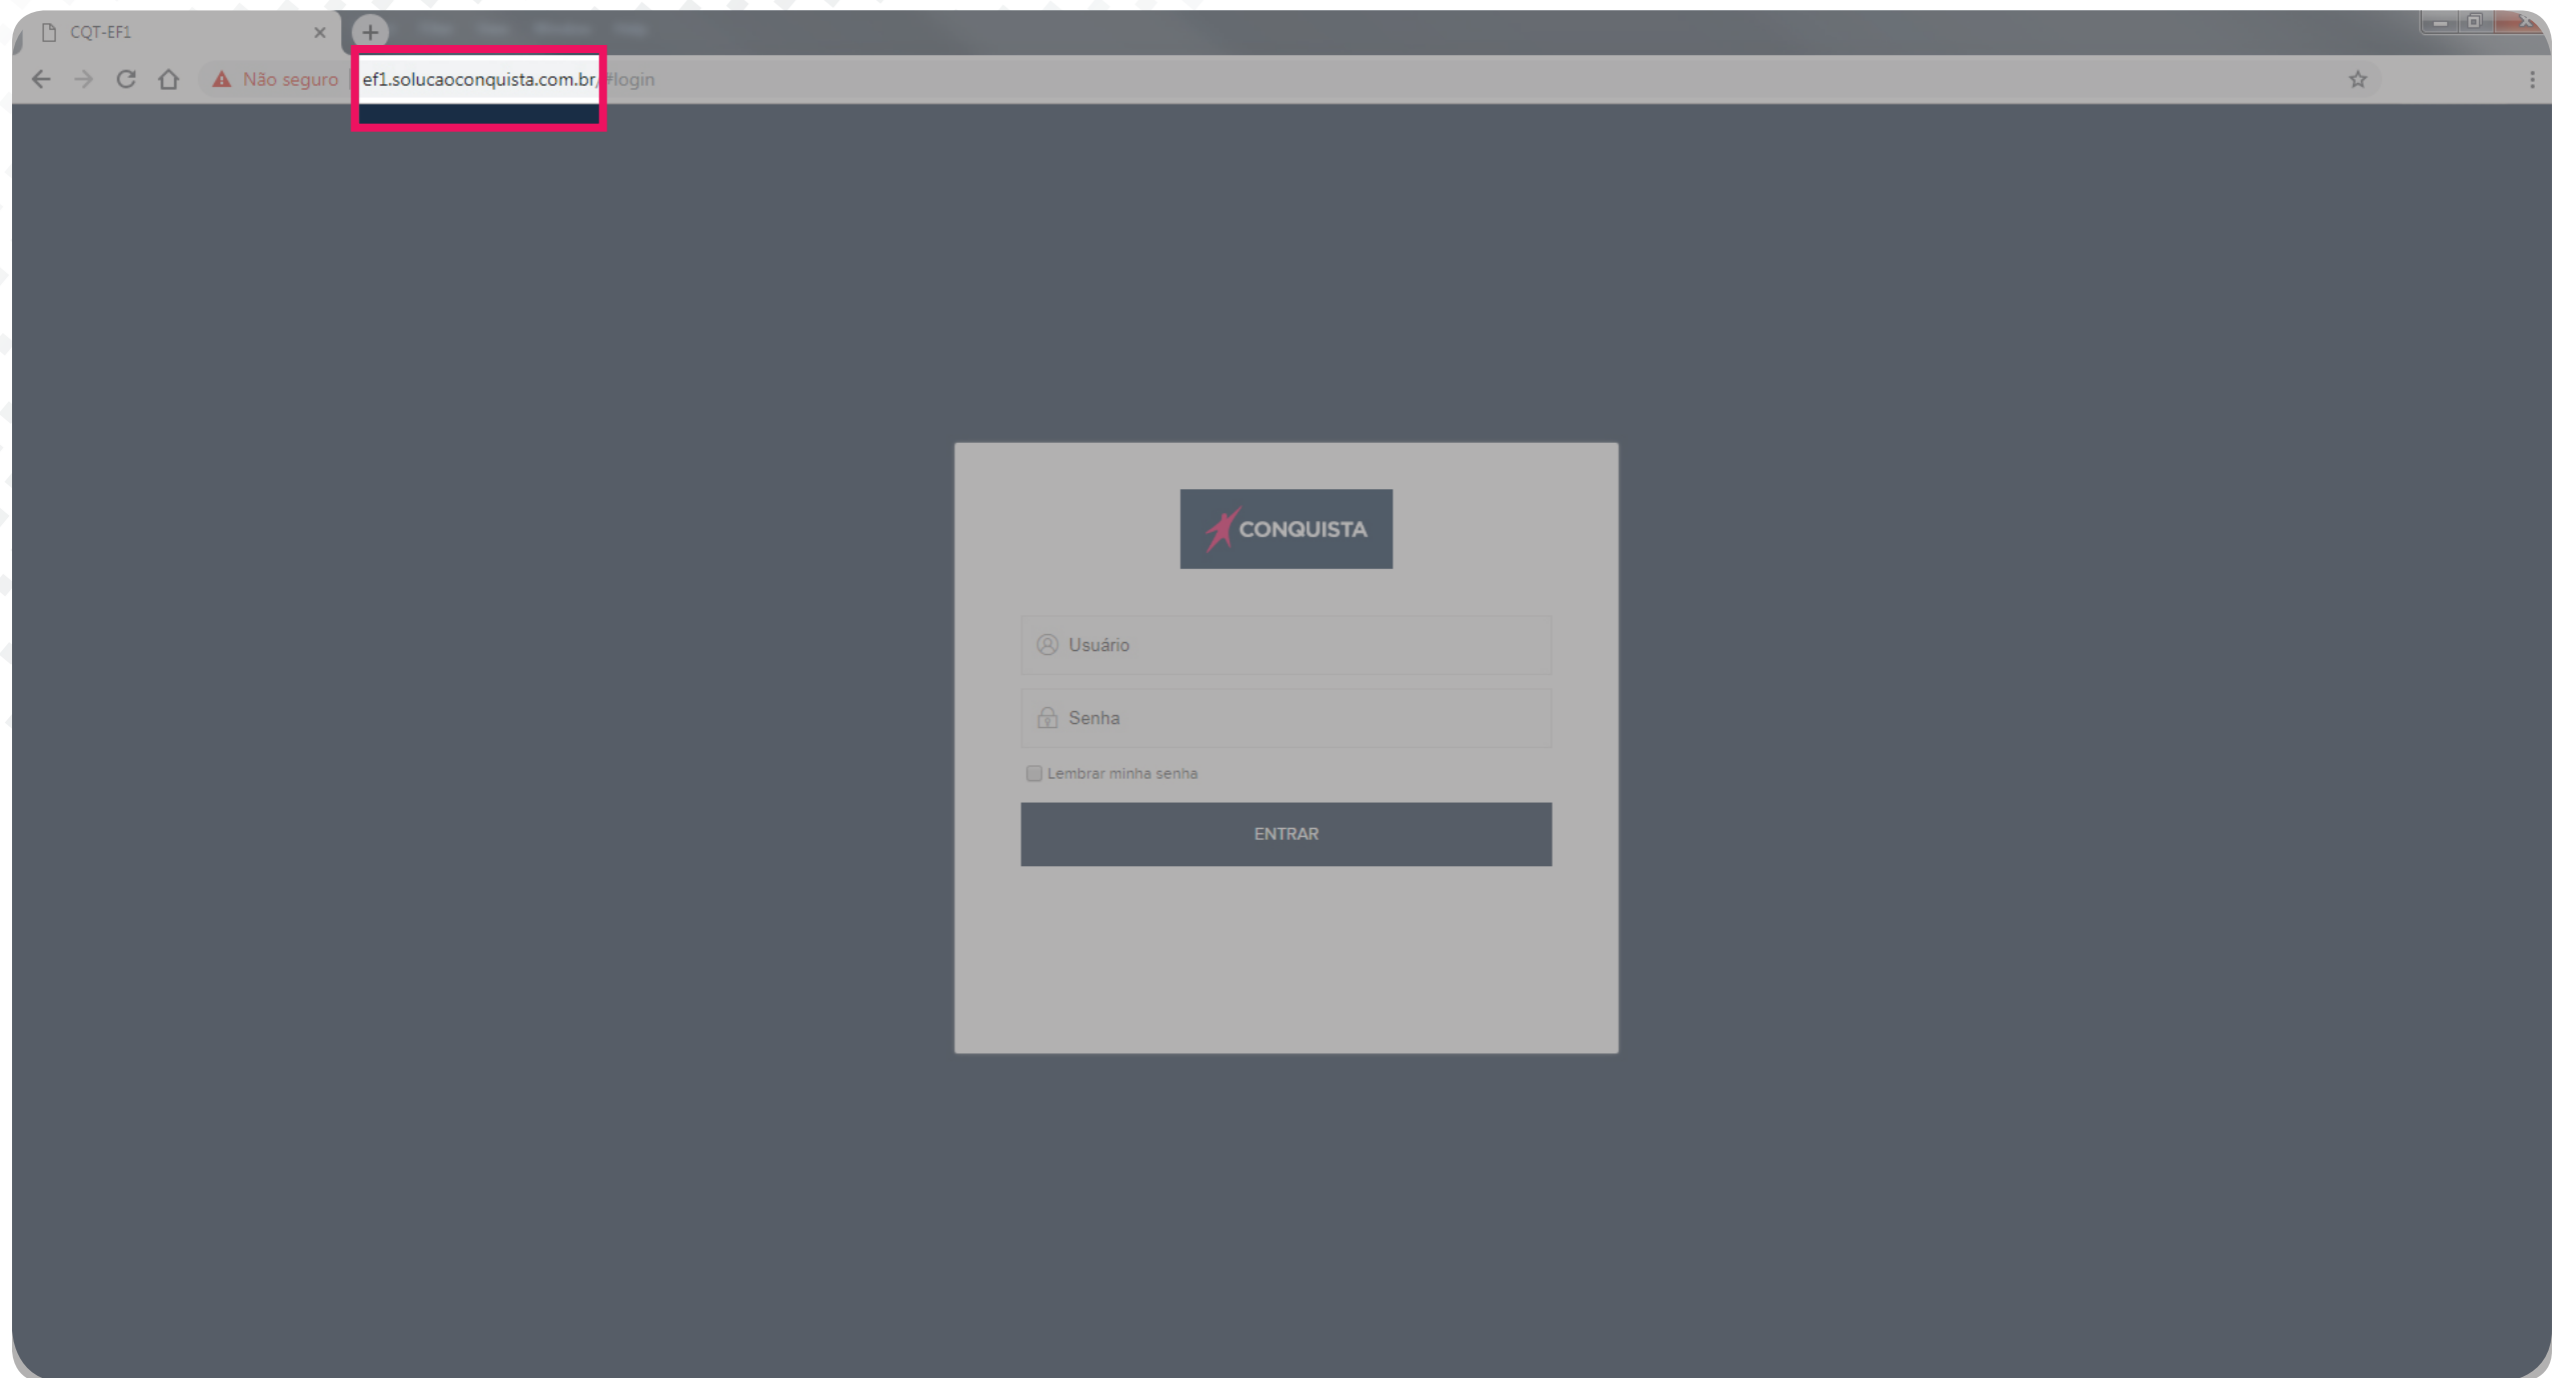 CQT-EF1
Não seguro ef1.solucaoconquista.com.br/#login
CONQUISTA
Usuário
Senha
Lembrar minha senha
ENTRAR